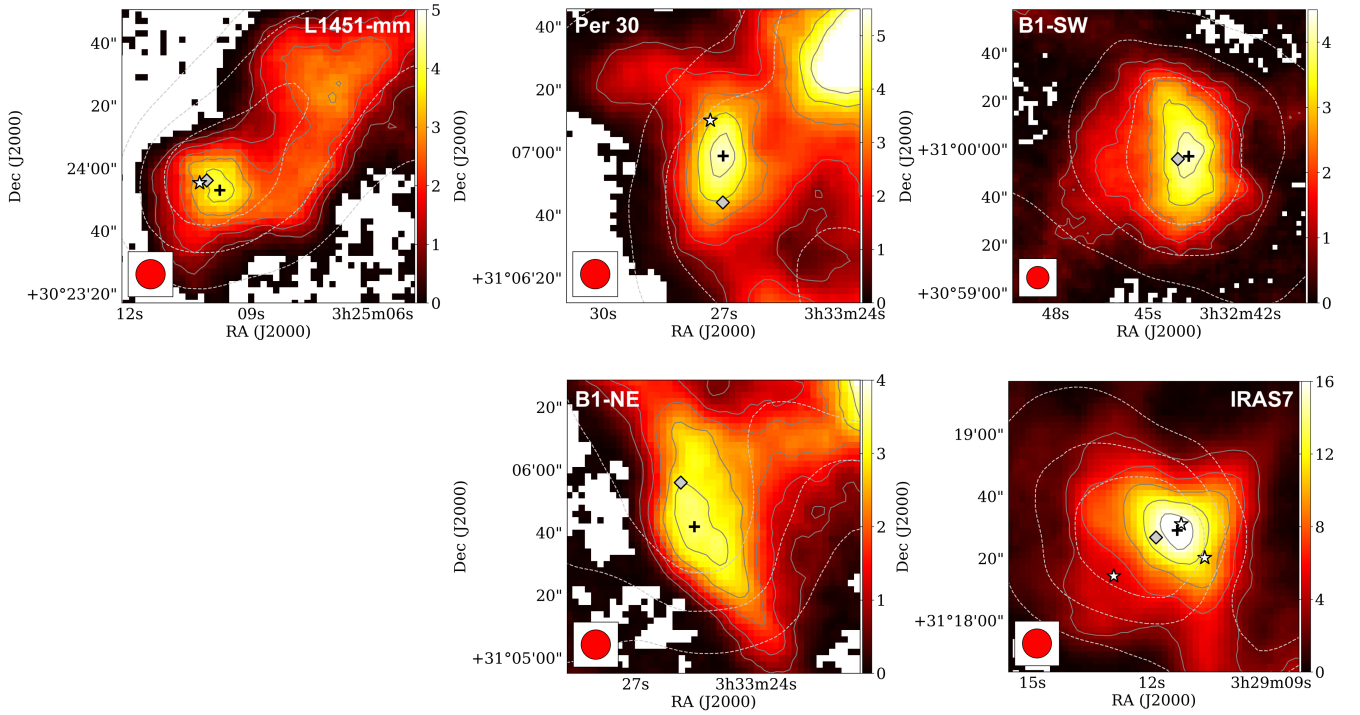 L1451-mm
Dec (J2000)
40"
20"
24'00"
40"
+30°23'20"
12s 09s 3h25m06s
RA (J2000)
5
4
3
2
1
0
Per 30
Dec (J2000)
40"
20"
07'00"
40"
+31°06'20"
30s 27s 3h33m24s
RA (J2000)
5
4
3
2
1
0
B1-SW
40"
20"
+31°00'00"
40"
20"
+30°59'00"
48s 45s 3h32m42s
RA (J2000)
4
3
2
1
0
B1-NE
Dec (J2000)
20"
06'00"
40"
20"
+31°05'00"
27s 3h33m24s
RA (J2000)
4
3
2
1
0
IRAS7
Dec (J2000)
19'00"
40"
20"
+31°18'00"
15s 12s 3h29m09s
RA (J2000)
16
12
8
4
0